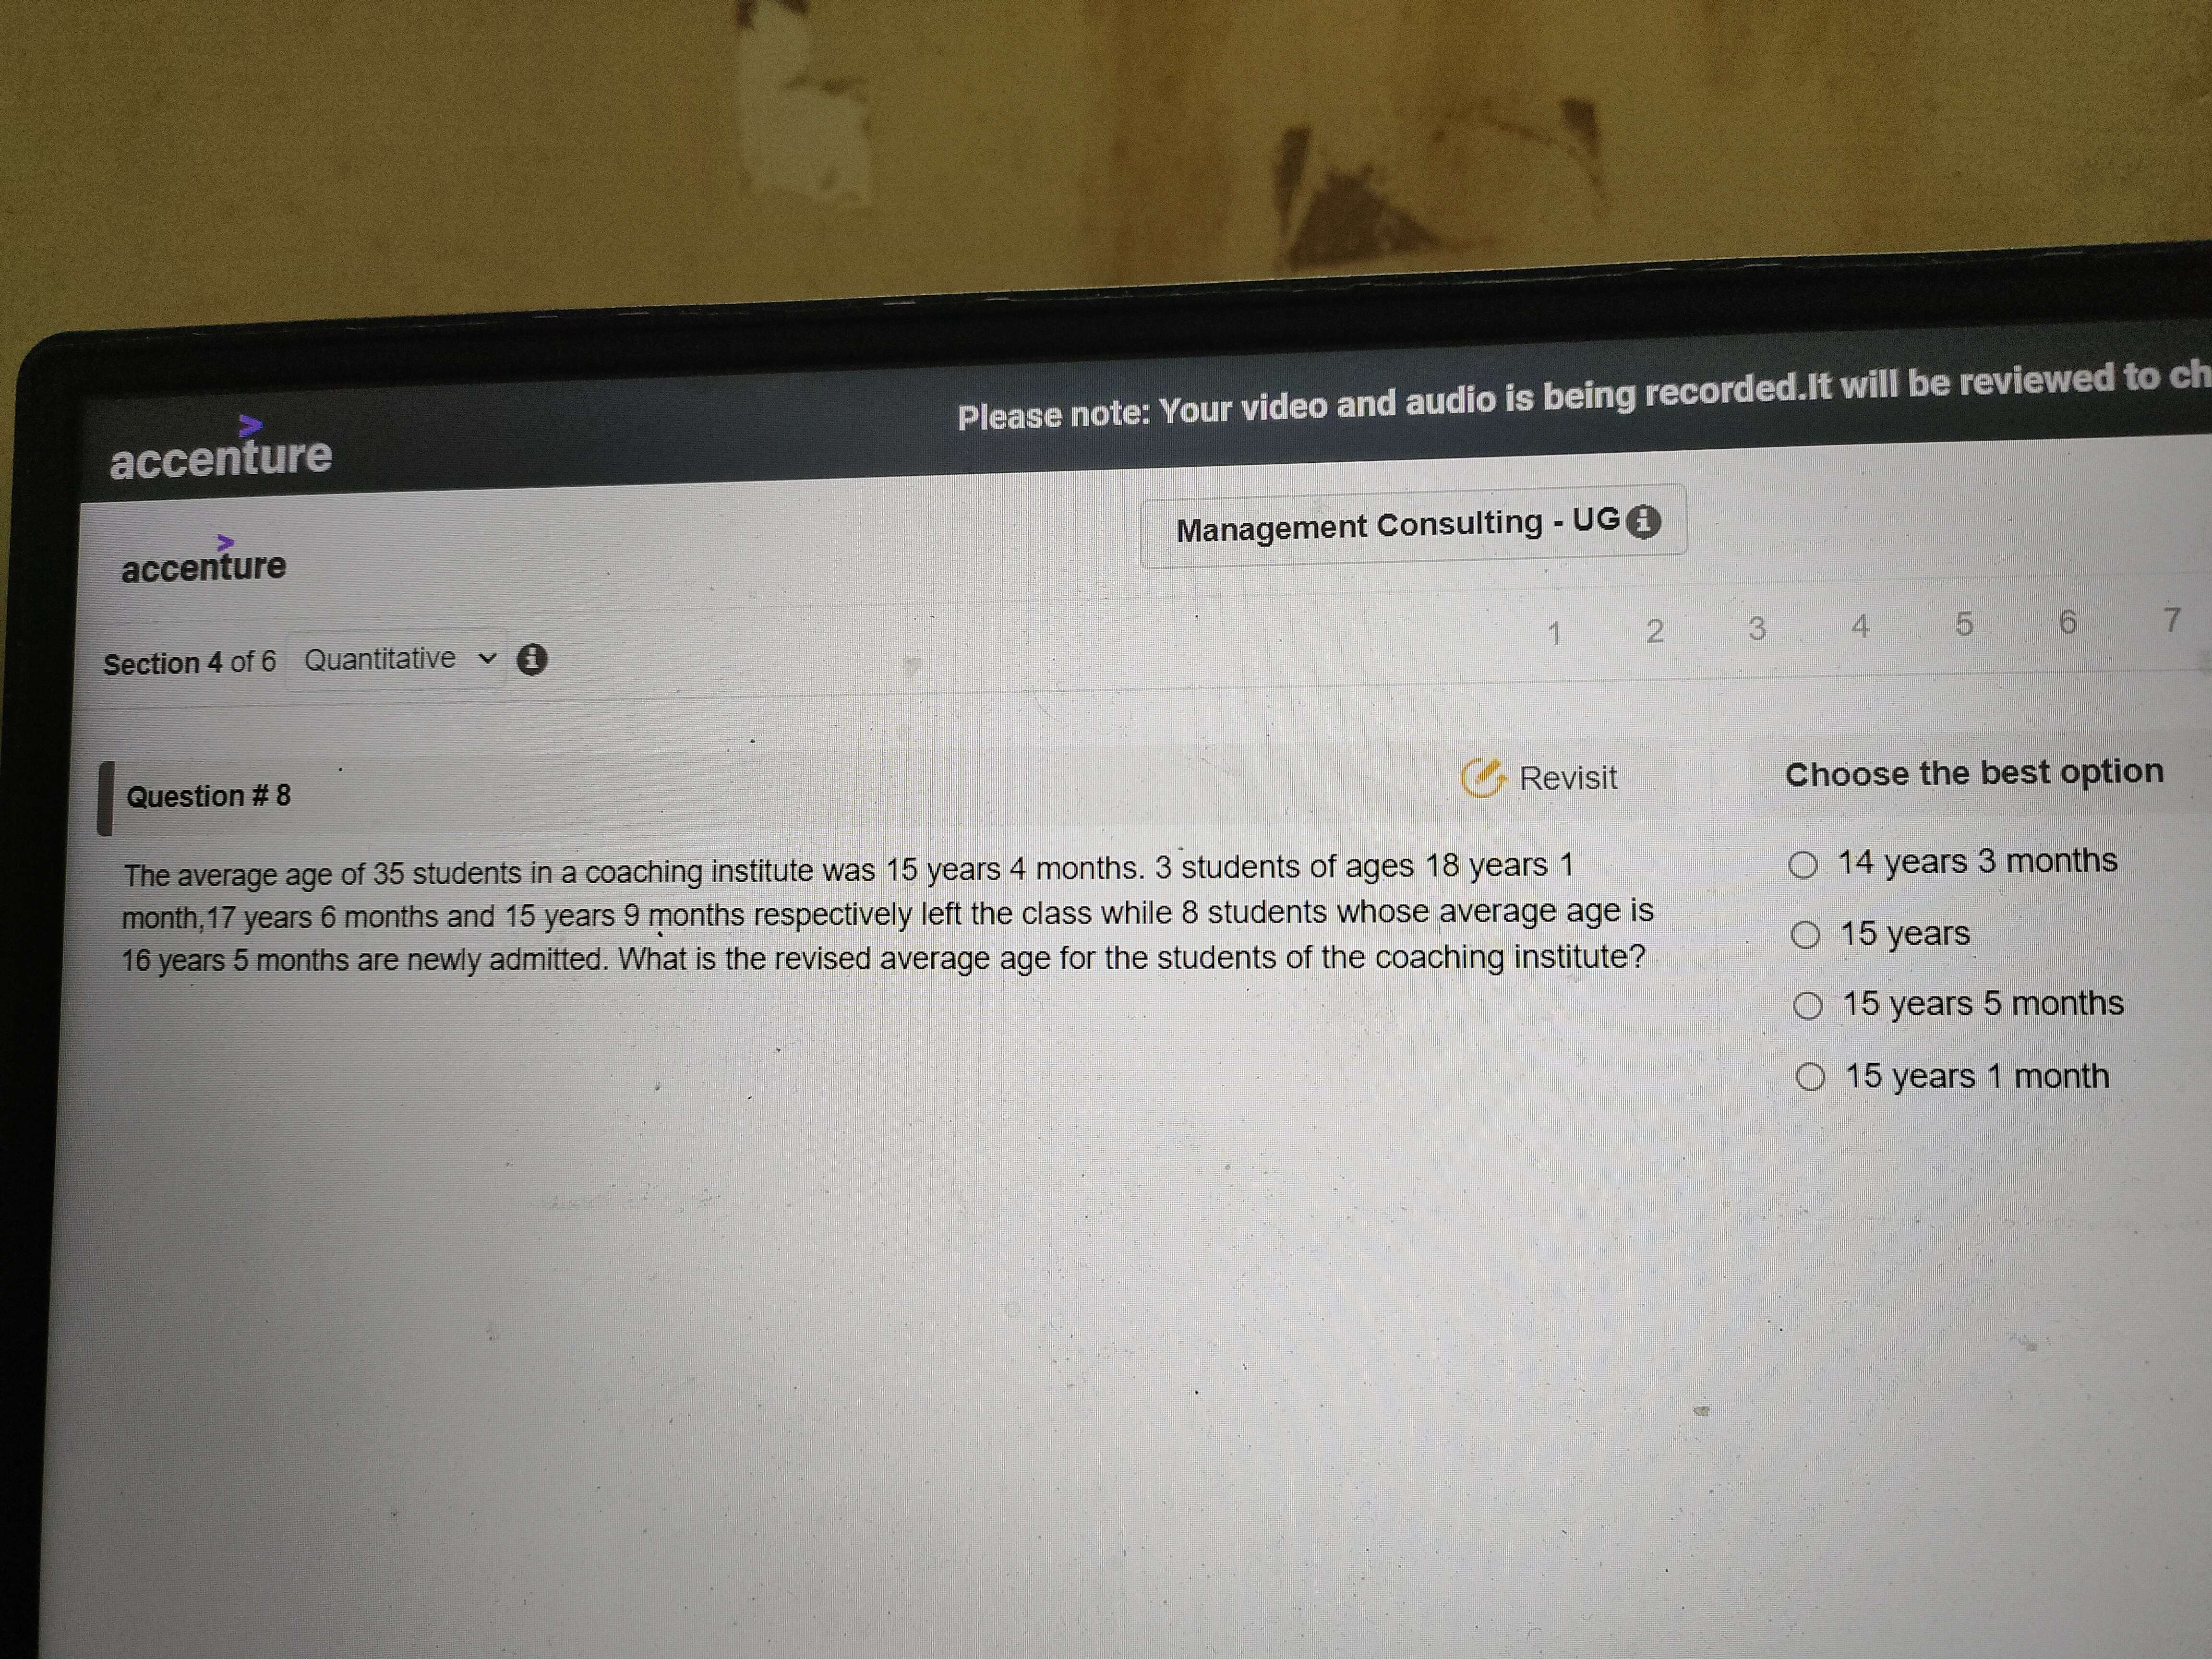 accenture
Please note: Your video and audio is being recorded.It will be reviewed to
accenture
Management Consulting - UG
Section 4 of 6 Quantitative
1 2 3 4 5 6 7
Question # 8
Revisit
The average age of 35 students in a coaching institute was 15 years 4 months. 3 students of ages 18 years 1
month,17 years 6 months and 15 years 9 months respectively left the class while 8 students whose average age is
16 years 5 months are newly admitted. What is the revised average age for the students of the coaching institute?
Choose the best option
14 years 3 months
15 years
15 years 5 months
15 years 1 month